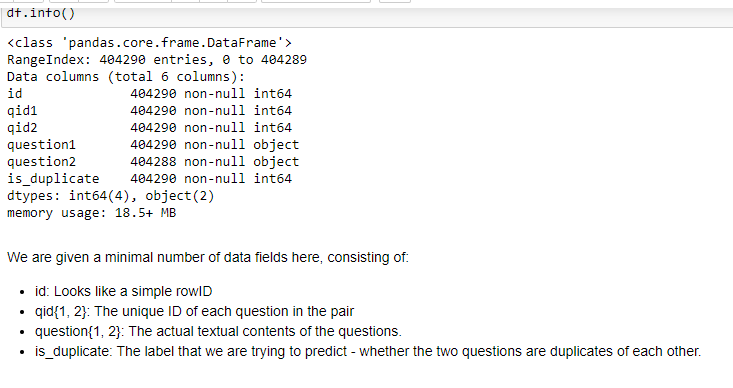 df.info()
<class 'pandas.core.frame.DataFrame'>
RangeIndex: 404290 entries, 0 to 404289
Data columns (total 6 columns):
id              404290 non-null int64
qid1            404290 non-null int64
qid2            404290 non-null int64
question1       404290 non-null object
question2       404288 non-null object
is_duplicate    404290 non-null int64
dtypes: int64(4), object(2)
memory usage: 18.5+ MB
We are given a minimal number of data fields here, consisting of:
• id: Looks like a simple rowID
• qid{1, 2}: The unique ID of each question in the pair
• question{1, 2}: The actual textual contents of the questions.
• is_duplicate: The label that we are trying to predict - whether the two questions are duplicates of each other.